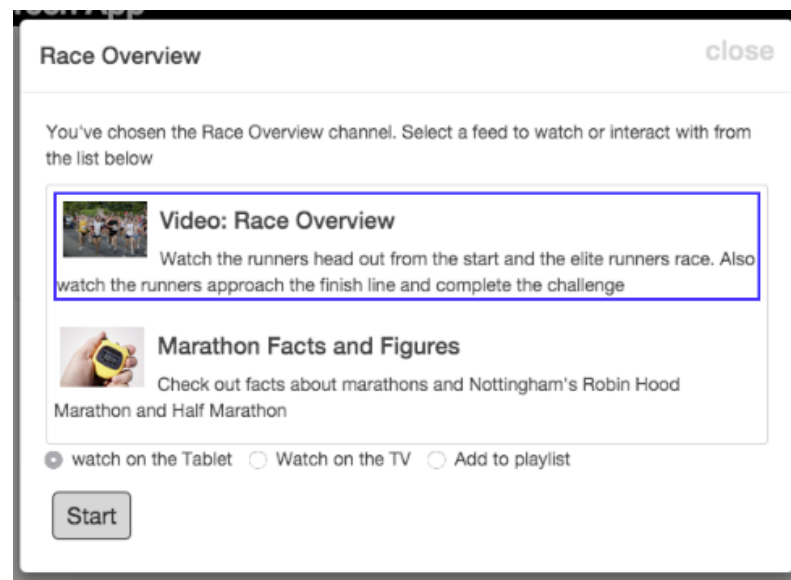 Tech App
Race Overview
close
You've chosen the Race Overview channel. Select a feed to watch or interact with from
the list below
Video: Race Overview
Watch the runners head out from the start and the elite runners race. Also
watch the runners approach the finish line and complete the challenge
Marathon Facts and Figures
Check out facts about marathons and Nottingham's Robin Hood
Marathon and Half Marathon
watch on the Tablet Watch on the TV Add to playlist
Start